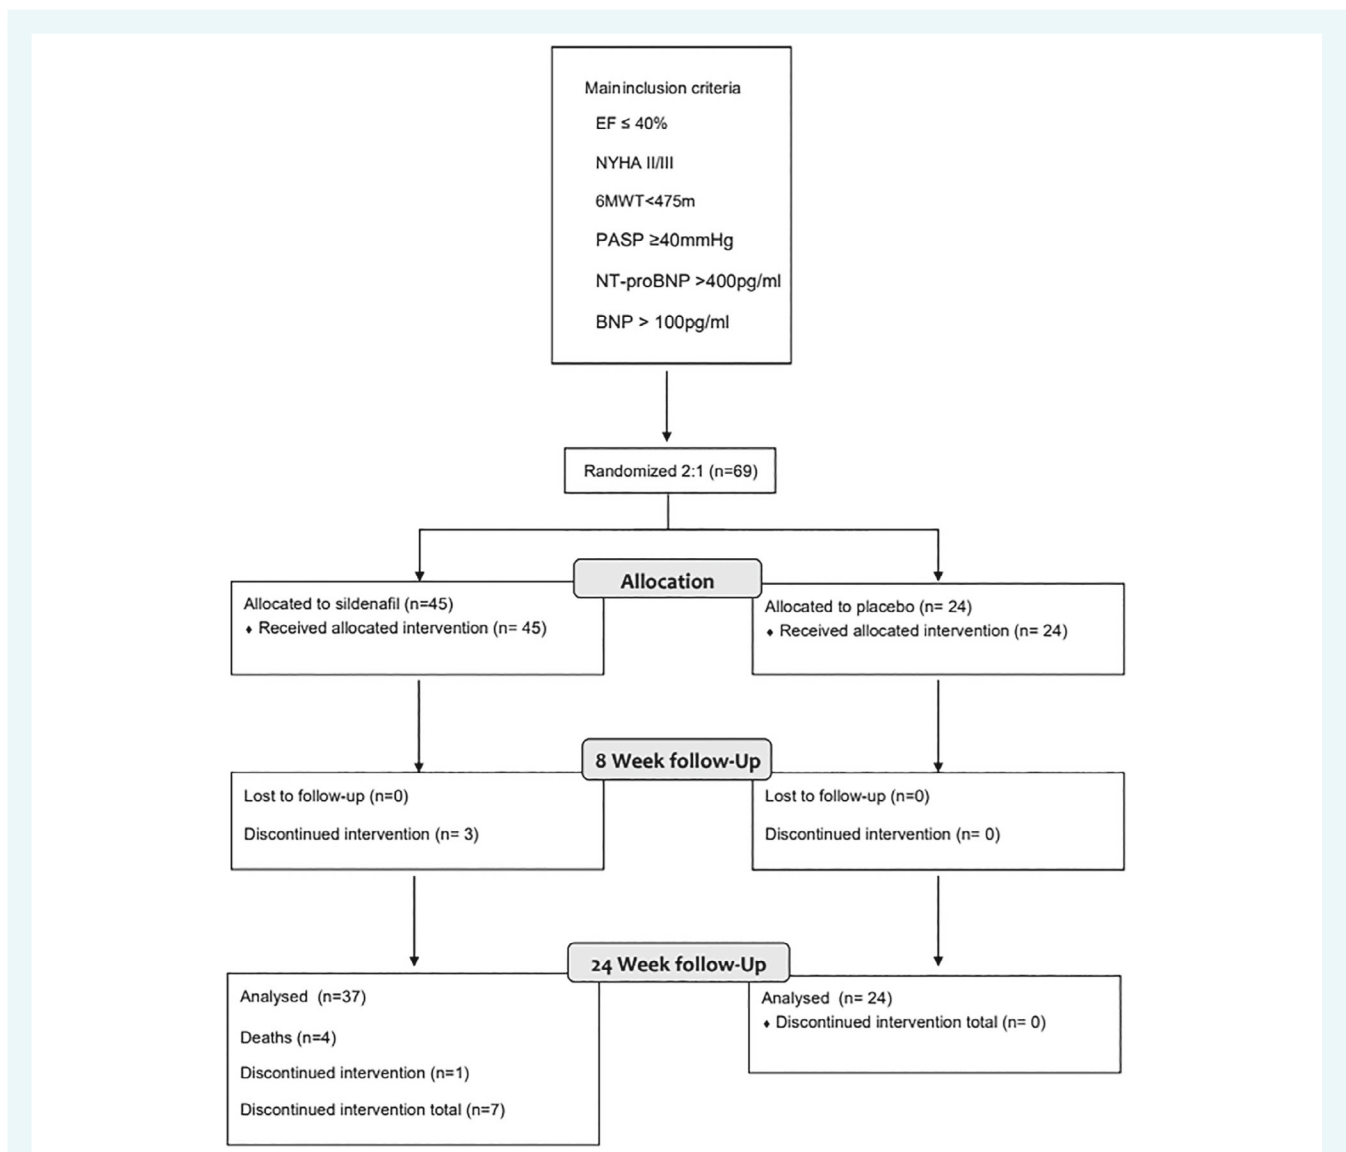 Main inclusion criteria
EF ≤ 40%
NYHA II/III
6MWT<475m
PASP ≥40mmHg
NT-proBNP >400pg/ml
BNP > 100pg/ml
Randomized 2:1 (n=69)
Allocation
Allocated to sildenafil (n=45)
♦ Received allocated intervention (n= 45)
Allocated to placebo (n= 24)
♦ Received allocated intervention (n= 24)
8 Week follow-Up
Lost to follow-up (n=0)
Discontinued intervention (n= 3)
Lost to follow-up (n=0)
Discontinued intervention (n= 0)
24 Week follow-Up
Analysed (n=37)
Deaths (n=4)
Discontinued intervention (n=1)
Discontinued intervention total (n=7)
Analysed (n= 24)
♦ Discontinued intervention total (n= 0)